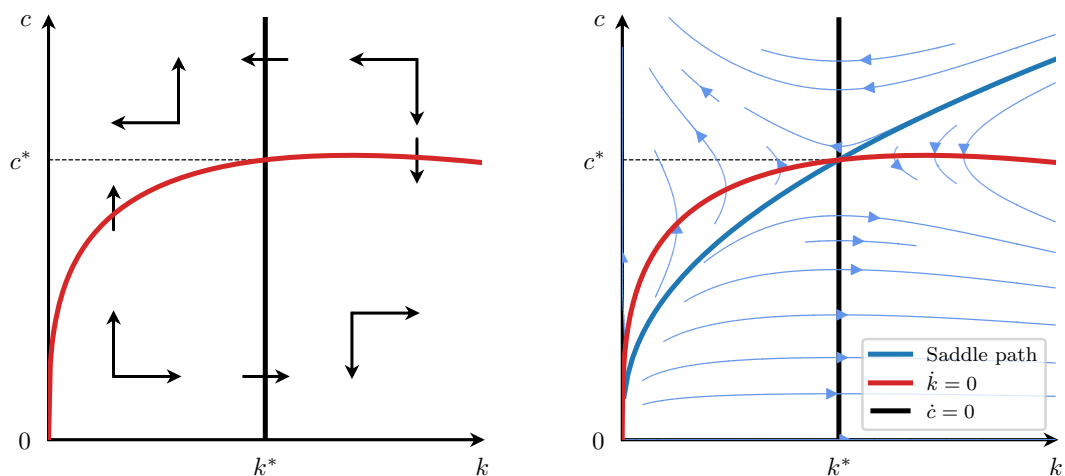 c
c*
0
k*
k
c
c*
0
k*
k
Saddle path
k̇ = 0
ċ = 0